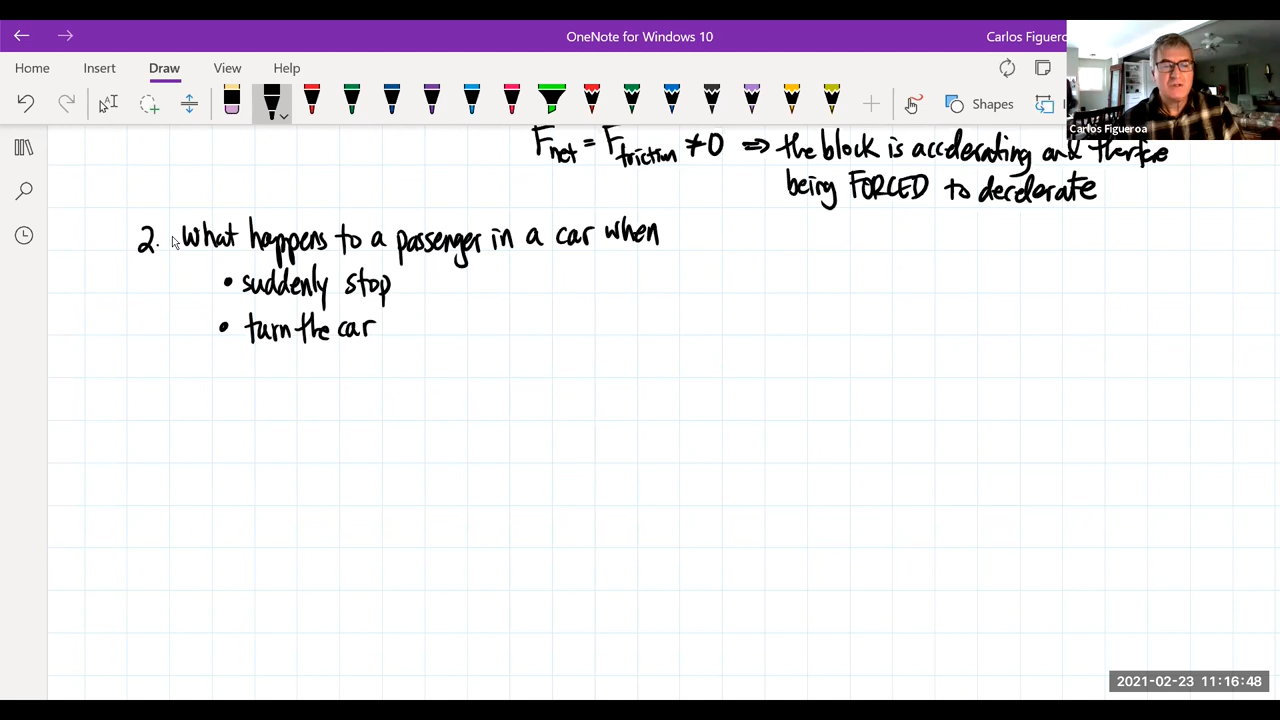 OneNote for Windows 10
Carlos Figueroa
Home Insert Draw View Help
Shapes
Carlos Figueroa
Fnet = Ffriction ≠ 0 ⇒ the block is accelerating and therfore
being FORCED to decelerate
2. What happens to a passenger in a car when
• suddenly stop
• turn the car
2021-02-23 11:16:48